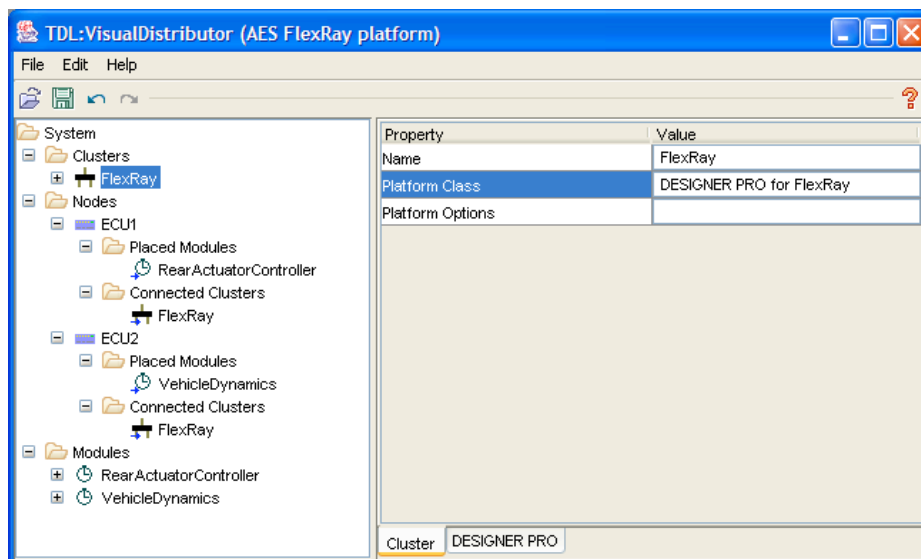 TDL:VisualDistributor (AES FlexRay platform)
File Edit Help
System
Clusters
FlexRay
Nodes
ECU1
Placed Modules
RearActuatorController
Connected Clusters
FlexRay
ECU2
Placed Modules
VehicleDynamics
Connected Clusters
FlexRay
Modules
RearActuatorController
VehicleDynamics
Property Value
Name FlexRay
Platform Class DESIGNER PRO for FlexRay
Platform Options
Cluster DESIGNER PRO